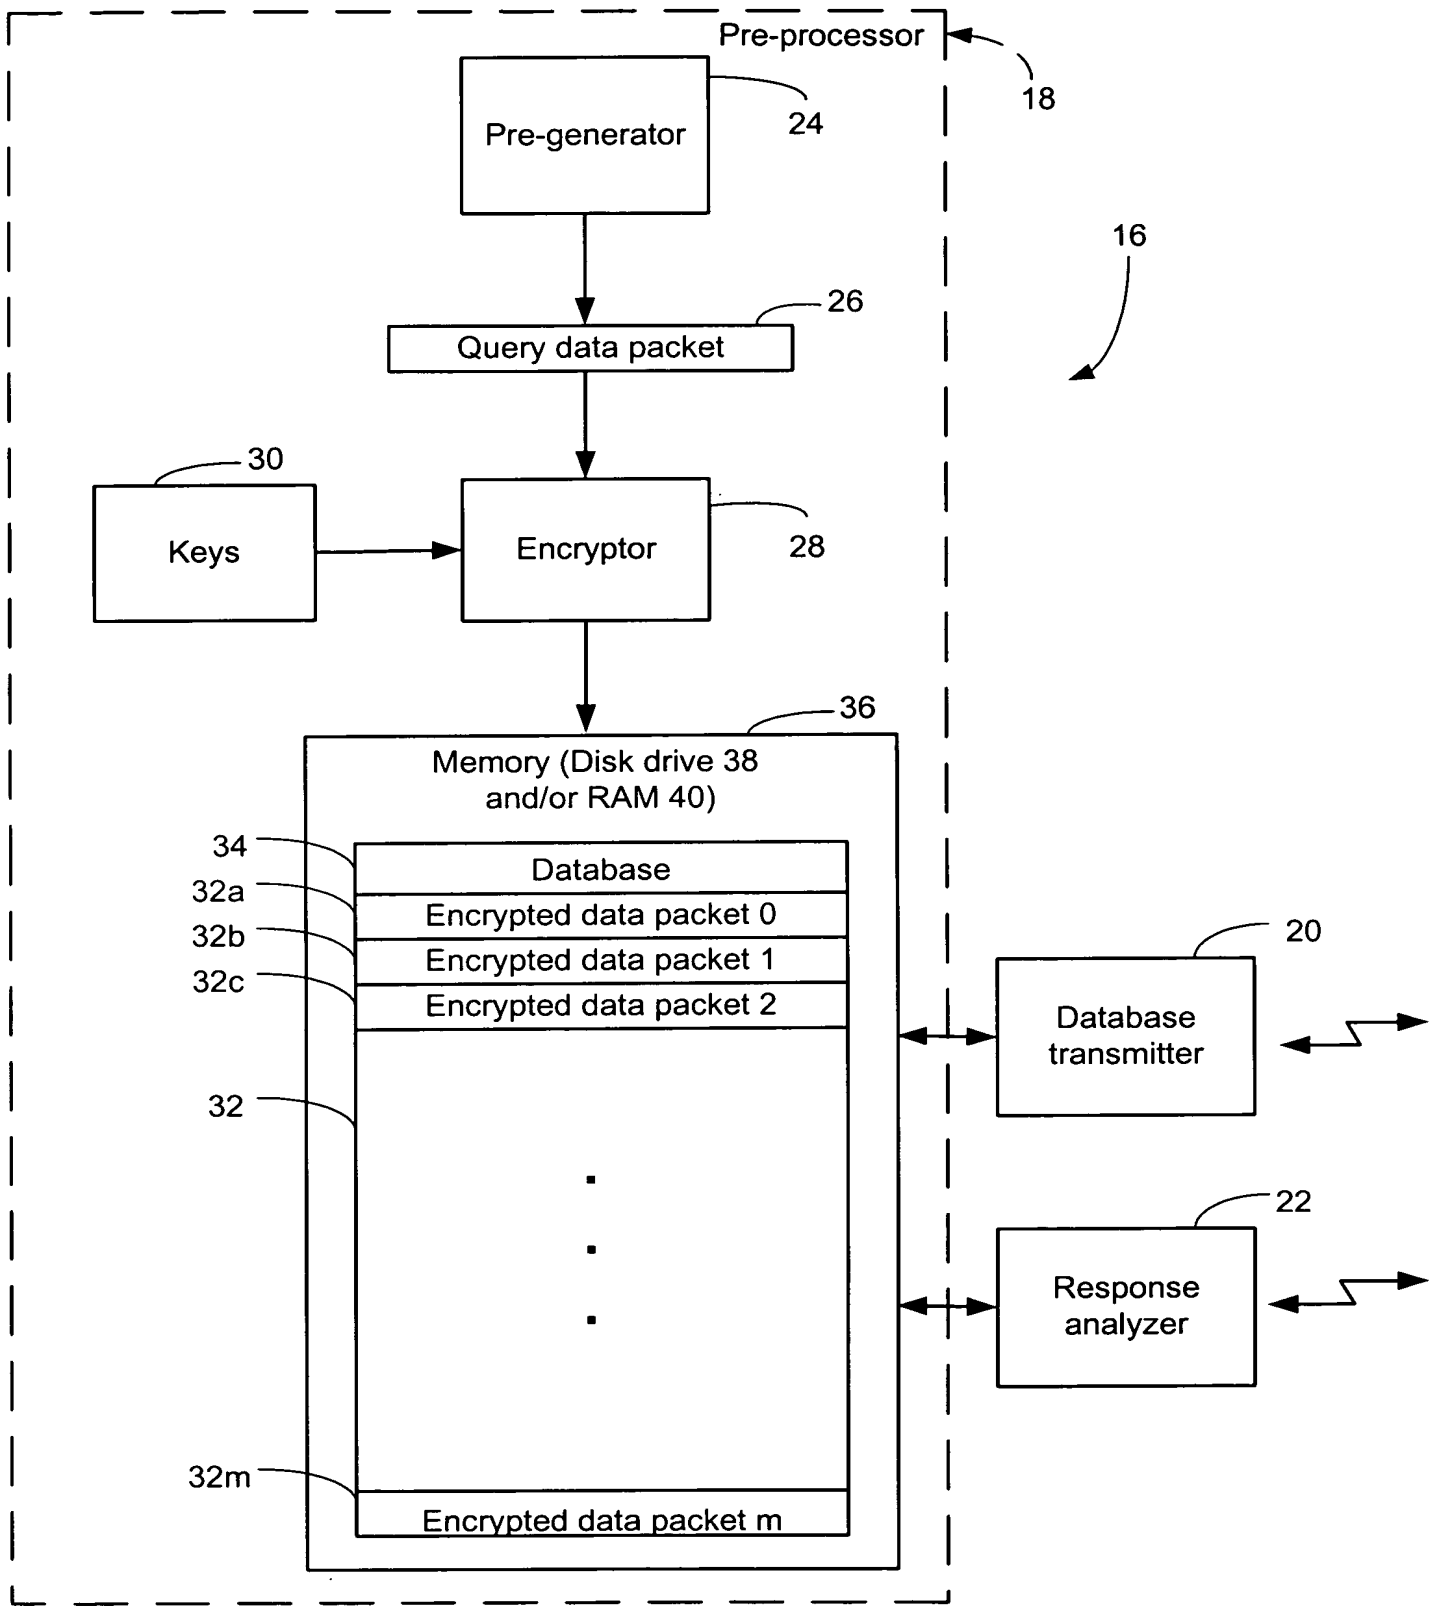 Pre-processor
18
Pre-generator
24
16
26
Query data packet
30
Keys
Encryptor
28
36
Memory (Disk drive 38
and/or RAM 40)
34
Database
32a
Encrypted data packet 0
32b
Encrypted data packet 1
32c
Encrypted data packet 2
20
Database
transmitter
32
22
Response
analyzer
32m
Encrypted data packet m